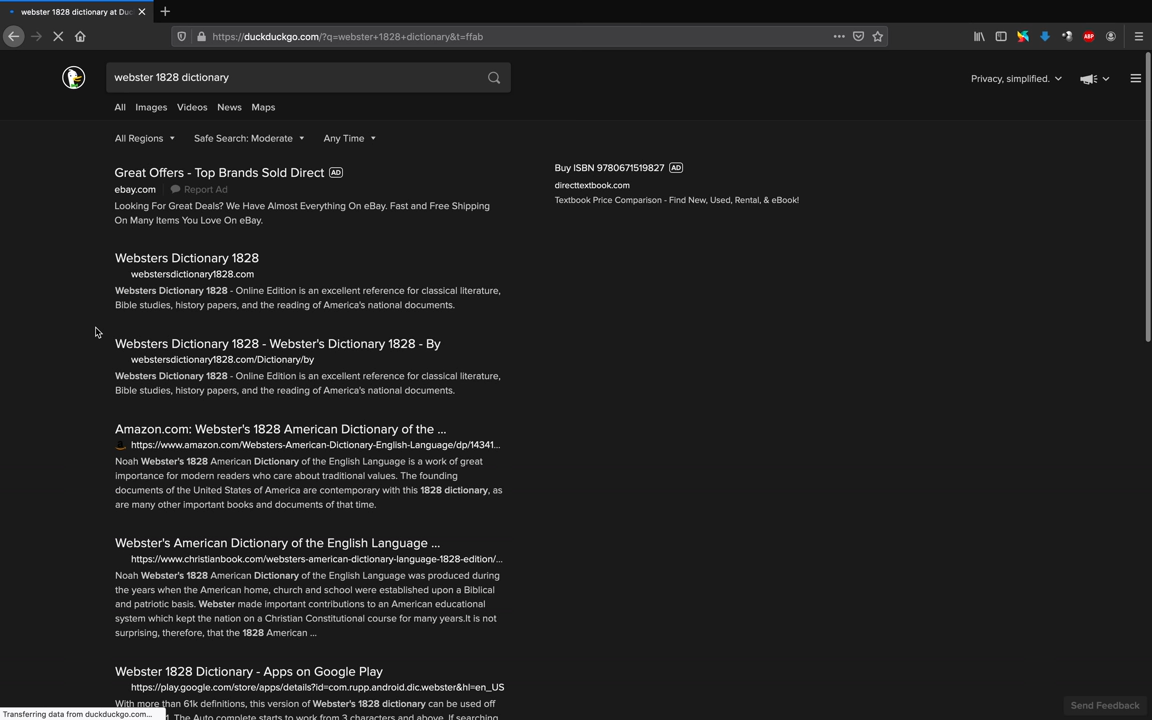 webster 1828 dictionary at Duc
https://duckduckgo.com/?q=webster+1828+dictionary&t=ffab
ABP
webster 1828 dictionary
Privacy, simplified.
All Images Videos News Maps
All Regions Safe Search: Moderate Any Time
Great Offers - Top Brands Sold Direct AD
ebay.com Report Ad
Looking For Great Deals? We Have Almost Everything On eBay. Fast and Free Shipping
On Many Items You Love On eBay.
Buy ISBN 9780671519827 AD
directtextbook.com
Textbook Price Comparison - Find New, Used, Rental, & eBook!
Websters Dictionary 1828
webstersdictionary1828.com
Websters Dictionary 1828 - Online Edition is an excellent reference for classical literature,
Bible studies, history papers, and the reading of America's national documents.
Websters Dictionary 1828 - Webster's Dictionary 1828 - By
webstersdictionary1828.com/Dictionary/by
Websters Dictionary 1828 - Online Edition is an excellent reference for classical literature,
Bible studies, history papers, and the reading of America's national documents.
Amazon.com: Webster's 1828 American Dictionary of the ...
https://www.amazon.com/Websters-American-Dictionary-English-Language/dp/14341...
Noah Webster's 1828 American Dictionary of the English Language is a work of great
importance for modern readers who care about traditional values. The founding
documents of the United States of America are contemporary with this 1828 dictionary, as
are many other important books and documents of that time.
Webster's American Dictionary of the English Language ...
https://www.christianbook.com/websters-american-dictionary-language-1828-edition/...
Noah Webster's 1828 American Dictionary of the English Language was produced during
the years when the American home, church and school were established upon a Biblical
and patriotic basis. Webster made important contributions to an American educational
system which kept the nation on a Christian Constitutional course for many years.It is not
surprising, therefore, that the 1828 American ...
Webster 1828 Dictionary - Apps on Google Play
https://play.google.com/store/apps/details?id=com.rupp.android.dic.webster&hl=en_US
With more than 61k definitions, this version of Webster's 1828 dictionary can be used off
1. The Auto complete starts to work from 3 characters and above. If searching
Send Feedback
Transferring data from duckduckgo.com...